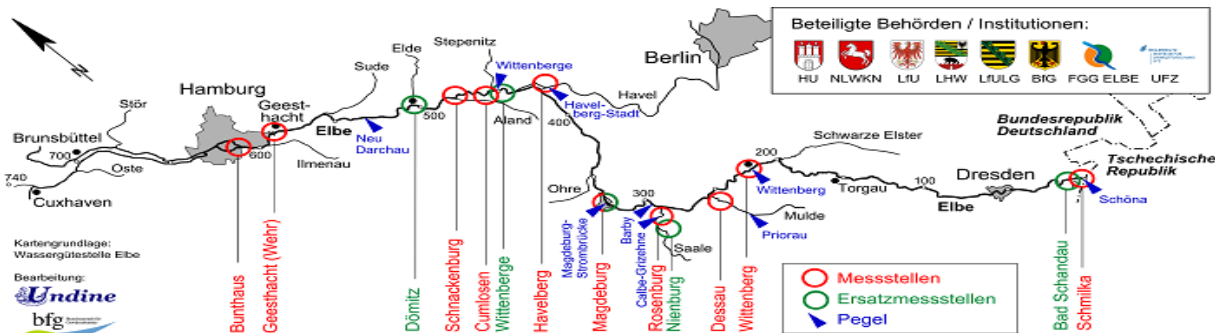 Beteiligte Behörden / Institutionen:
HU NLWKN LfU LHW LfULG BfG FGG ELBE UFZ
N
Brunsbüttel
700
740
Cuxhaven
Stör
Oste
Hamburg
Geest-
hacht
600
Ilmenau
Sude
Elbe
Neu
Darchau
Elde
500
Stepenitz
Wittenberge
Aland
Havel-
berg-Stadt
400
Havel
Berlin
Ohre
Magdeburg-
Strombrücke
300
Barby
Calbe-Grizehne
Saale
Mulde
Priorau
Wittenberg
200
Schwarze Elster
Torgau
100
Elbe
Dresden
Schöna
Bundesrepublik
Deutschland
Tschechische
Republik
Bunthaus
Geesthacht (Wehr)
Dömitz
Schnackenburg
Cumlosen
Wittenberge
Havelberg
Magdeburg
Rosenburg
Nienburg
Dessau
Wittenberg
Bad Schandau
Schmilka
Messstellen
Ersatzmessstellen
Pegel
Kartengrundlage:
Wassergütestelle Elbe
Bearbeitung:
Undine
bfg